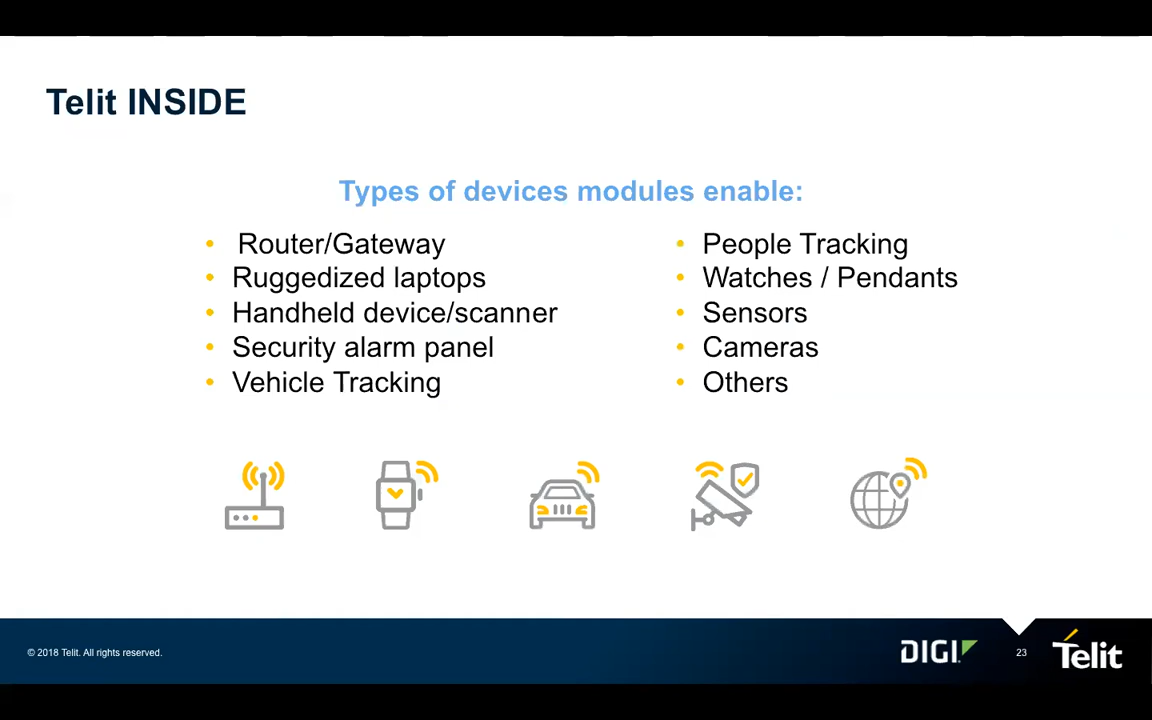 Telit INSIDE
Types of devices modules enable:
• Router/Gateway
• Ruggedized laptops
• Handheld device/scanner
• Security alarm panel
• Vehicle Tracking
• People Tracking
• Watches / Pendants
• Sensors
• Cameras
• Others
© 2018 Telit. All rights reserved.
DIGI
23
Telit